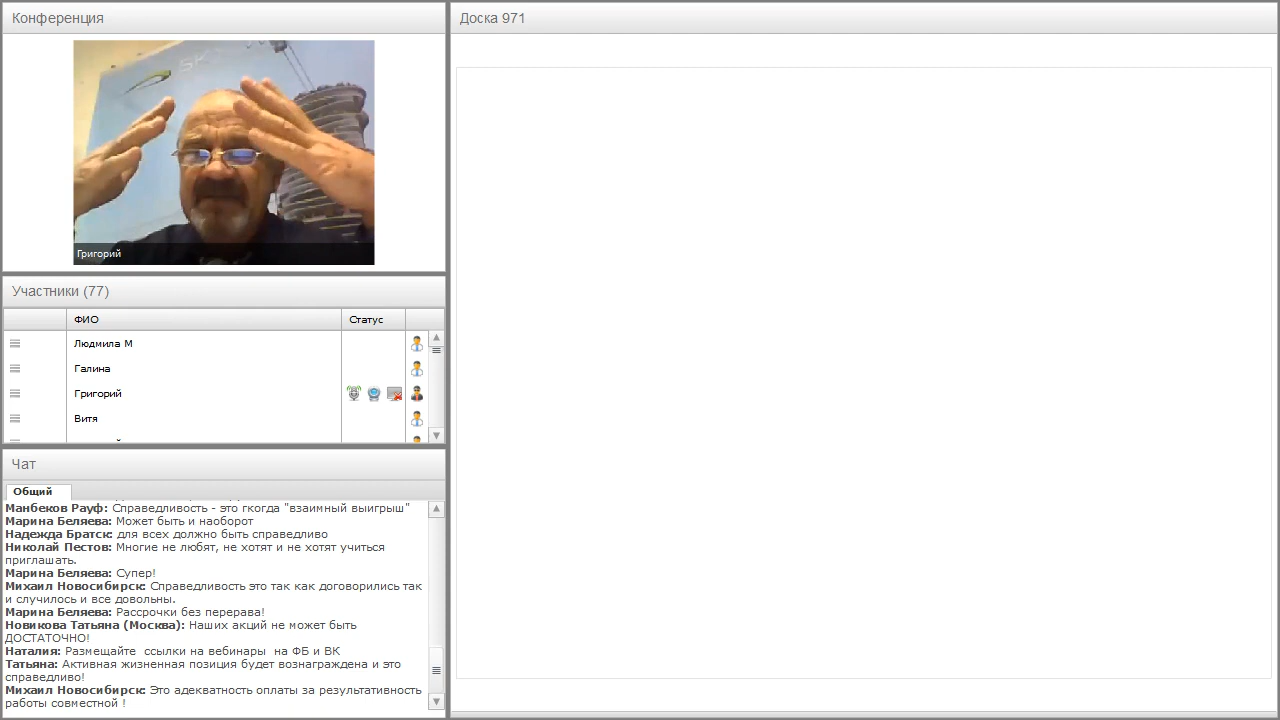 Конференция
Григорий
Участники (77)
ФИО
Статус
Людмила М
Галина
Григорий
Витя
Чат
Общий
Манбеков Рауф: Справедливость - это гкогда "взаимный выигрыш"
Марина Беляева: Может быть и наоборот
Надежда Братск: для всех должно быть справедливо
Николай Пестов: Многие не любят, не хотят и не хотят учиться
приглашать.
Марина Беляева: Супер!
Михаил Новосибирск: Справедливость это так как договорились так
и случилось и все довольны.
Марина Беляева: Рассрочки без перерава!
Новикова Татьяна (Москва): Наших акций не может быть
ДОСТАТОЧНО!
Наталия: Размещайте ссылки на вебинары на ФБ и ВК
Татьяна: Активная жизненная позиция будет вознаграждена и это
справедливо!
Михаил Новосибирск: Это адекватность оплаты за результативность
работы совместной !
Доска 971